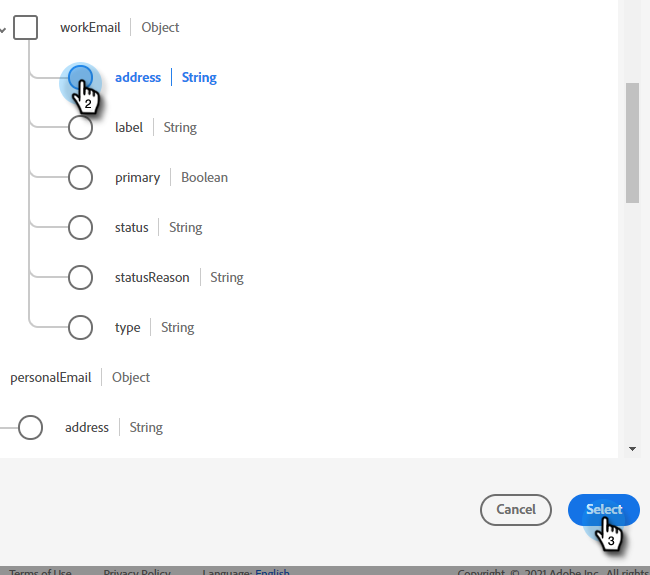 workEmail Object
address String
2
label String
primary Boolean
status String
statusReason String
type String
personalEmail Object
address String
Cancel Select
3
Terms of Use Privacy Policy Language: English Copyright © 2021 Adobe Inc. All rights